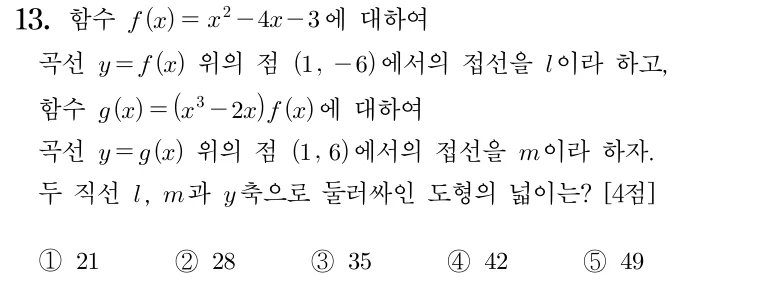 13. 함수 f(x)=x²-4x-3에 대하여
곡선 y=f(x) 위의 점 (1, -6)에서의 접선을 l이라 하고,
함수 g(x)=(x³-2x)f(x)에 대하여
곡선 y=g(x) 위의 점 (1, 6)에서의 접선을 m이라 하자.
두 직선 l, m과 y축으로 둘러싸인 도형의 넓이는? [4점]
① 21 ② 28 ③ 35 ④ 42 ⑤ 49